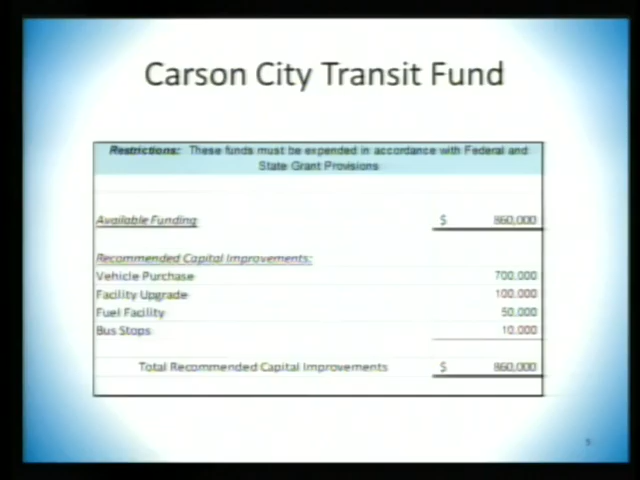 Carson City Transit Fund
Restrictions: These funds must be expended in accordance with Federal and
State Grant Provisions
Available Funding: $ 860,000
Recommended Capital Improvements:
Vehicle Purchase 700,000
Facility Upgrade 100,000
Fuel Facility 50,000
Bus Stops 10,000
Total Recommended Capital Improvements $ 860,000
5